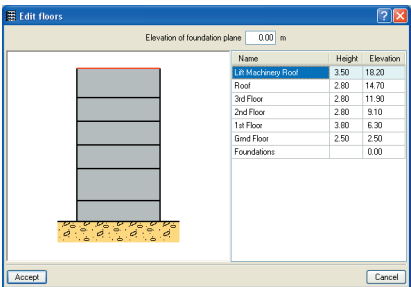 Edit floors
Elevation of foundation plane 0.00 m
Name Height Elevation
Lift Machinery Roof 3.50 18.20
Roof 2.80 14.70
3rd Floor 2.80 11.90
2nd Floor 2.80 9.10
1st Floor 3.80 6.30
Grnd Floor 2.50 2.50
Foundations 0.00
Accept Cancel